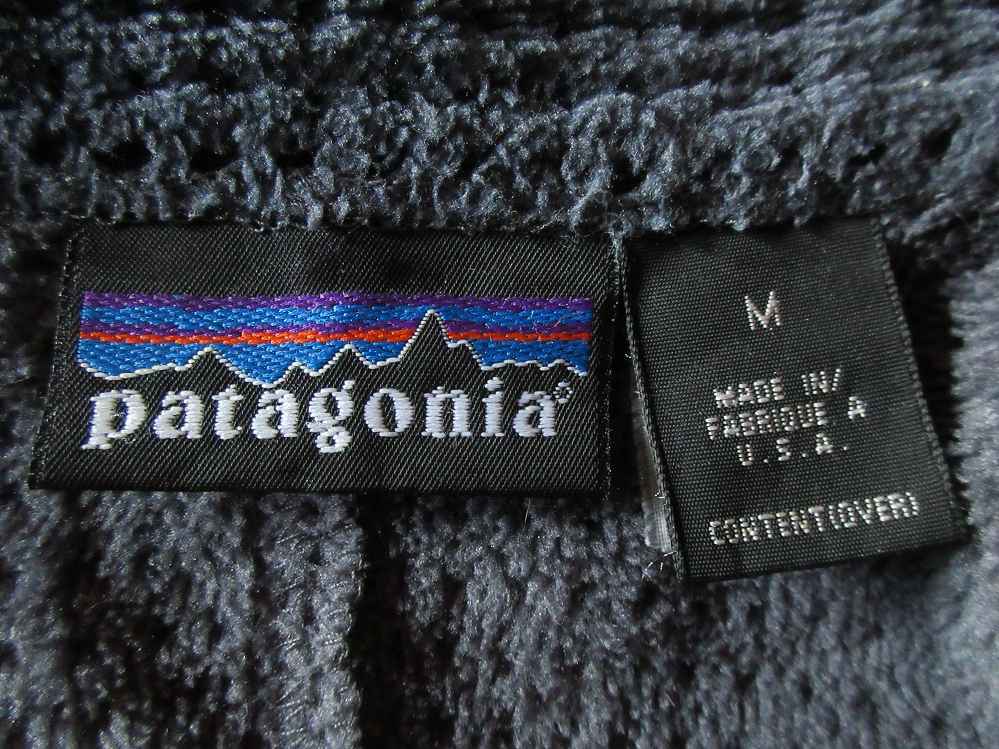 patagonia®
M
MADE IN/
FABRIQUE A
U.S.A.
CONTENT(OVER)